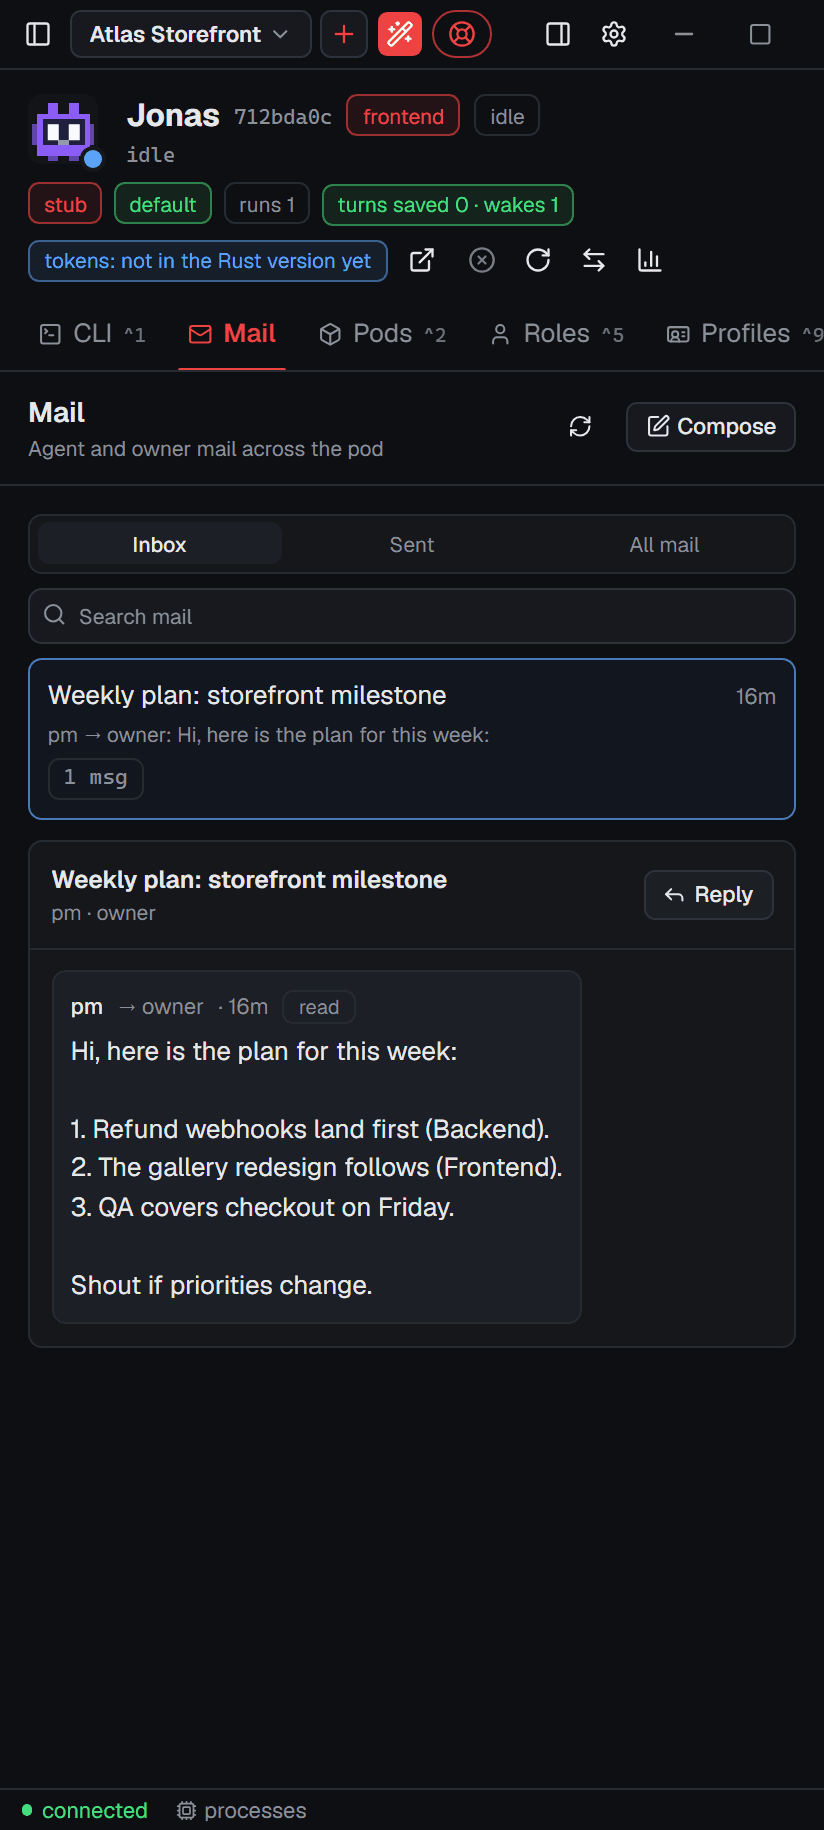 Atlas Storefront
Jonas 712bda0c frontend idle
idle
stub default runs 1 turns saved 0 · wakes 1
tokens: not in the Rust version yet
CLI ^1 Mail Pods ^2 Roles ^5 Profiles ^9
Mail
Agent and owner mail across the pod
Compose
Inbox Sent All mail
Search mail
Weekly plan: storefront milestone 16m
pm → owner: Hi, here is the plan for this week:
1 msg
Weekly plan: storefront milestone
pm · owner
Reply
pm → owner · 16m read
Hi, here is the plan for this week:
1. Refund webhooks land first (Backend).
2. The gallery redesign follows (Frontend).
3. QA covers checkout on Friday.
Shout if priorities change.
connected processes